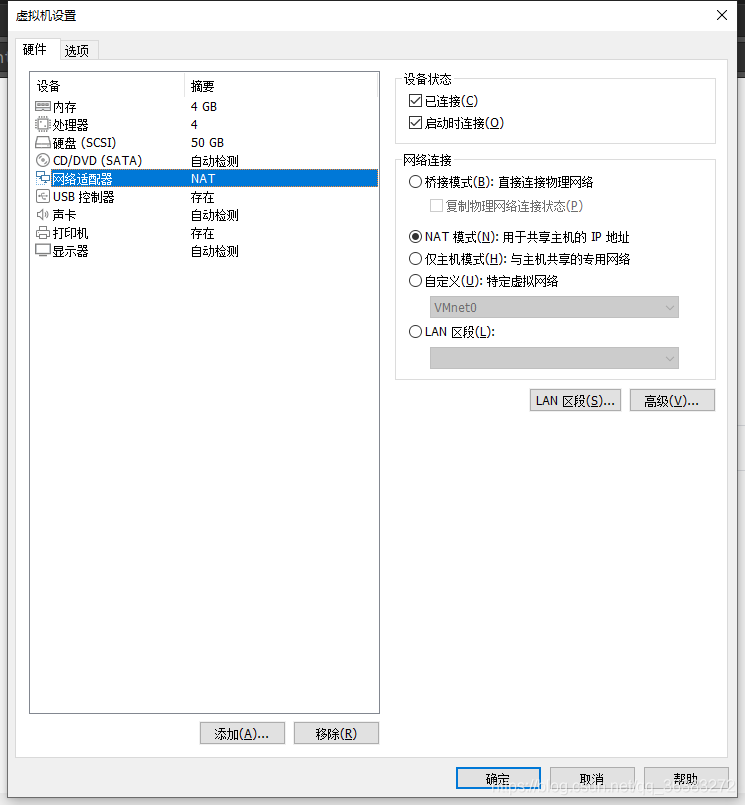 虚拟机设置
硬件 选项
设备 摘要
内存 4 GB
处理器 4
硬盘 (SCSI) 50 GB
CD/DVD (SATA) 自动检测
网络适配器 NAT
USB 控制器 存在
声卡 自动检测
打印机 存在
显示器 自动检测
添加(A)... 移除(R)
设备状态
已连接(C)
启动时连接(O)
网络连接
桥接模式(B): 直接连接物理网络
复制物理网络连接状态(P)
NAT 模式(N): 用于共享主机的 IP 地址
仅主机模式(H): 与主机共享的专用网络
自定义(U): 特定虚拟网络
VMnet0
LAN 区段(L):
LAN 区段(S)... 高级(V)...
确定 取消 帮助